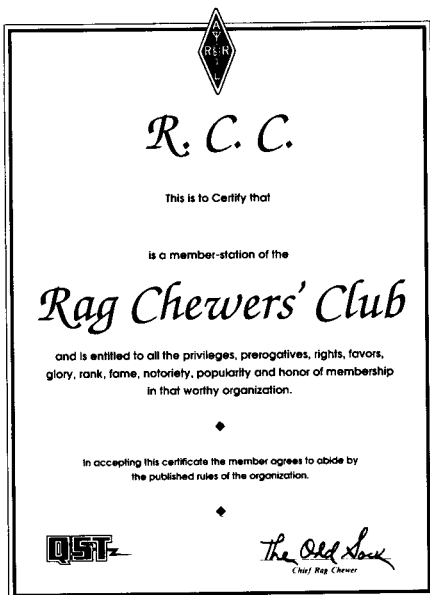 A
R R
L
R. C. C.
This is to Certify that
is a member-station of the
Rag Chewers' Club
and is entitled to all the privileges, prerogatives, rights, favors,
glory, rank, fame, notoriety, popularity and honor of membership
in that worthy organization.
In accepting this certificate the member agrees to abide by
the published rules of the organization.
QST
The Old Sock
Chief Rag Chewer